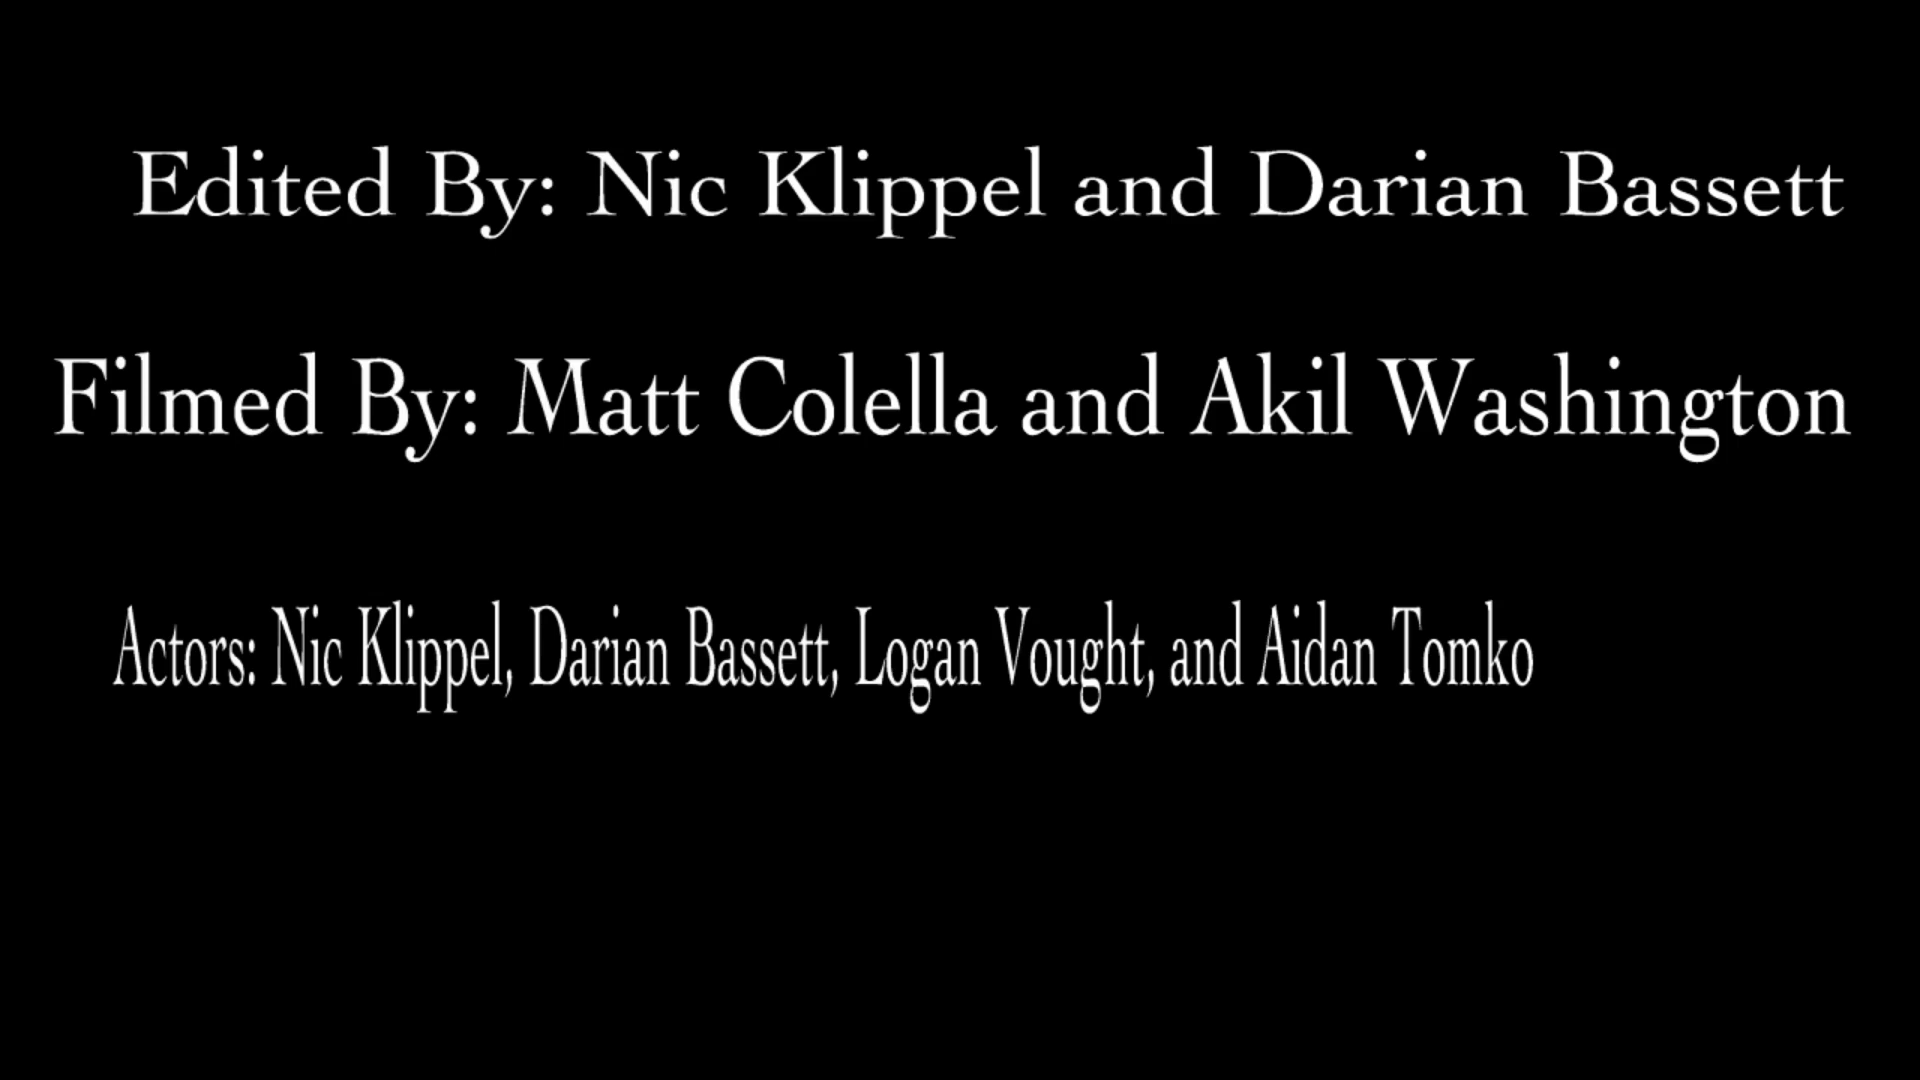 Edited By: Nic Klippel and Darian Bassett
Filmed By: Matt Colella and Akil Washington
Actors: Nic Klippel, Darian Bassett, Logan Vought, and Aidan Tomko